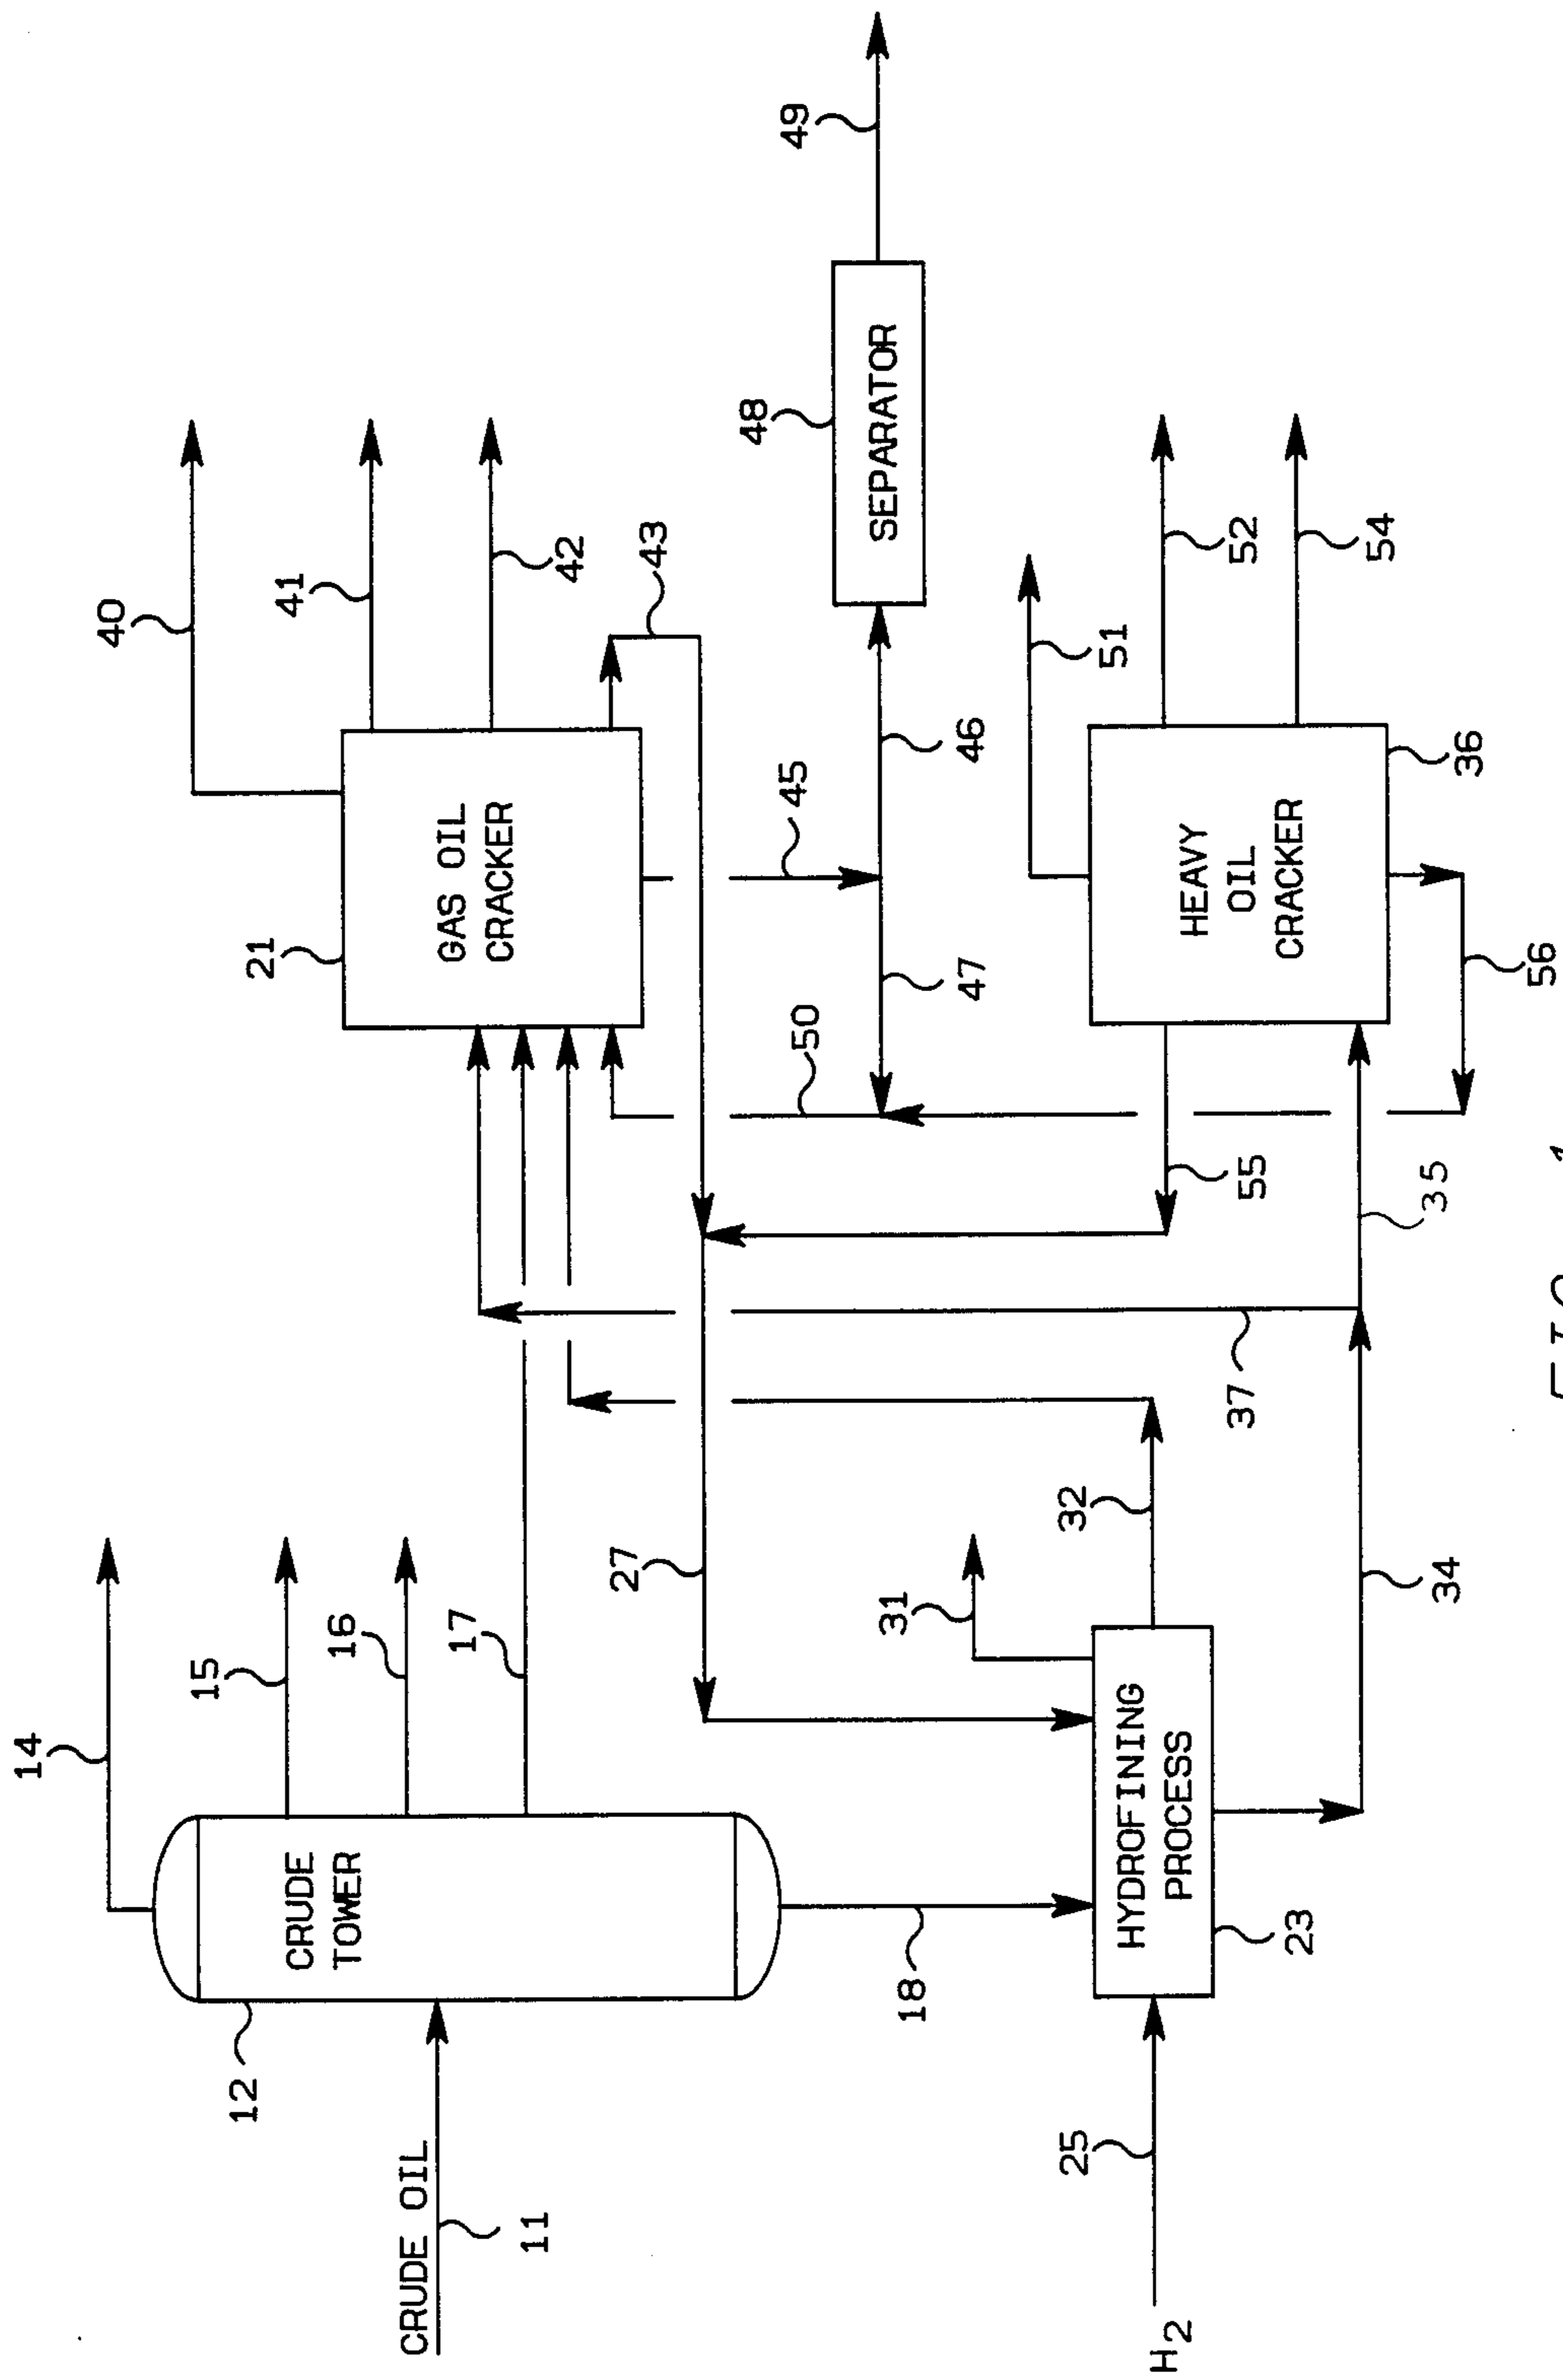 14
40
15
41
16
42
17
43
12
CRUDE
TOWER
21
GAS OIL
CRACKER
CRUDE OIL
11
27
45
50
49
48
SEPARATOR
18
47
46
31
32
51
25
H2
HYDROFINING
PROCESS
23
37
34
55
35
HEAVY
OIL
CRACKER
52
54
36
56